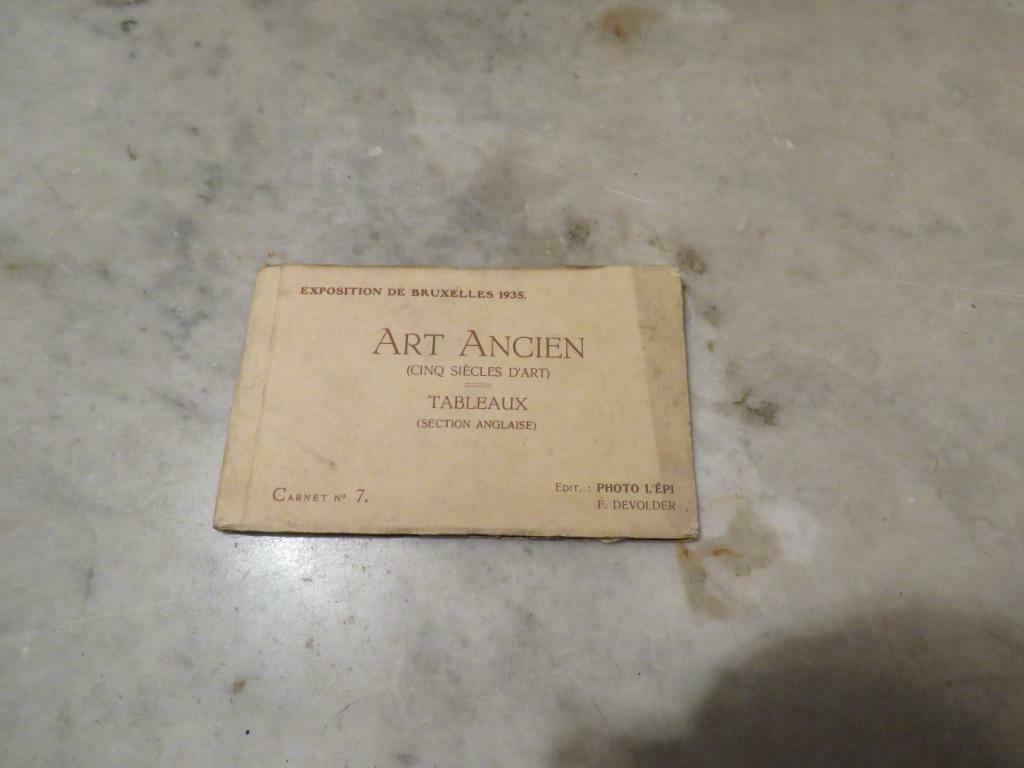 EXPOSITION DE BRUXELLES 1935.
ART ANCIEN
(CINQ SIÈCLES D'ART)
TABLEAUX
(SECTION ANGLAISE)
CARNET Nº 7.
EDIT. : PHOTO L'ÉPI
F. DEVOLDER